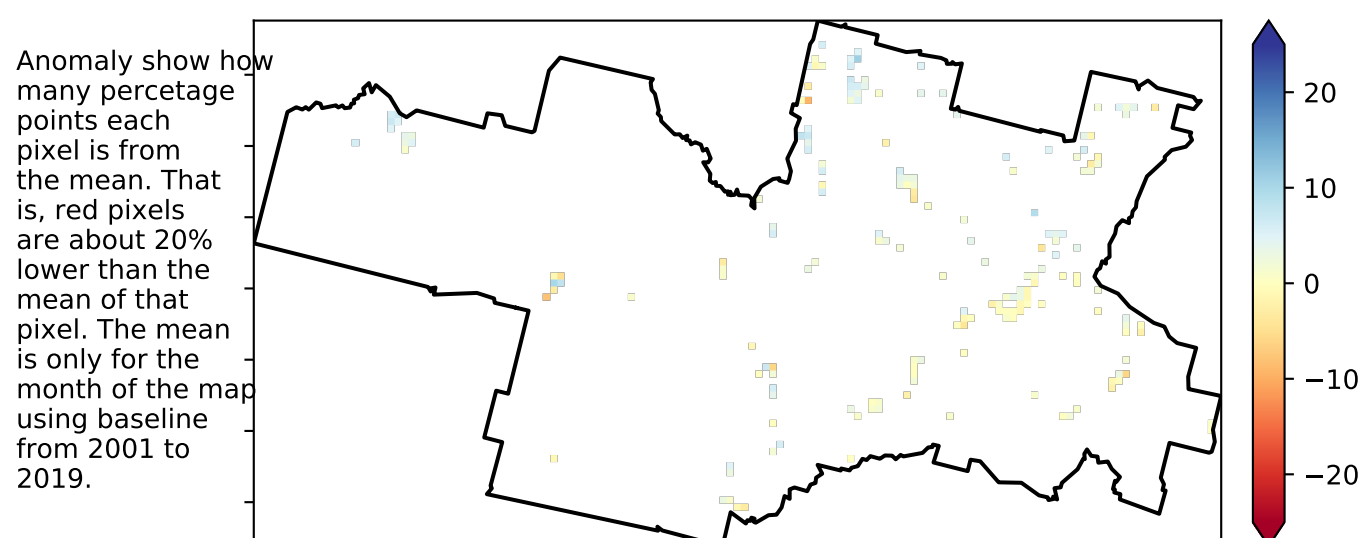 Anomaly show how
many percetage
points each
pixel is from
the mean. That
is, red pixels
are about 20%
lower than the
mean of that
pixel. The mean
is only for the
month of the map
using baseline
from 2001 to
2019.
20
10
0
−10
−20